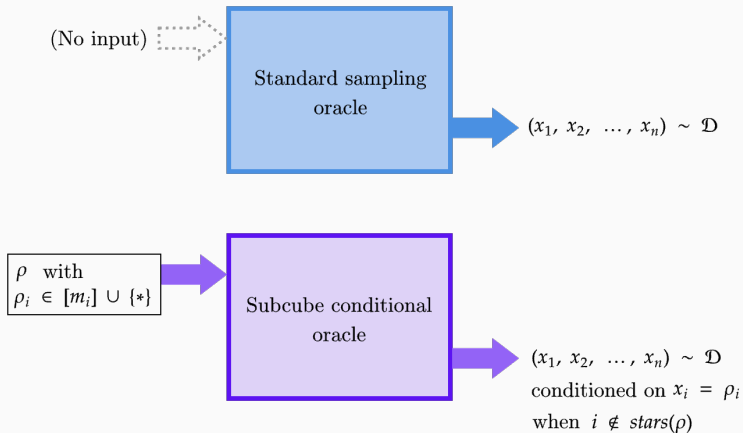 (No input)
Standard sampling
oracle
(x₁, x₂, …, xₙ) ∼ 𝒟
ρ with
ρᵢ ∈ [mᵢ] ∪ {*}
Subcube conditional
oracle
(x₁, x₂, …, xₙ) ∼ 𝒟
conditioned on xᵢ = ρᵢ
when i ∉ stars(ρ)